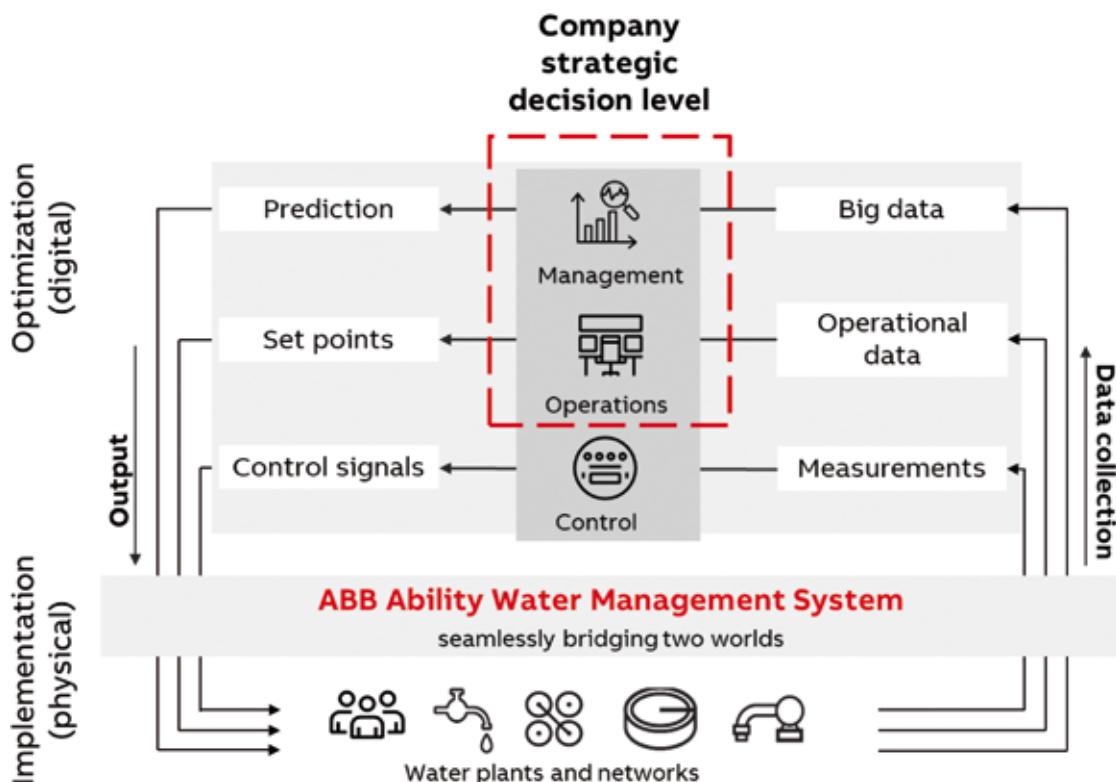 Company
strategic
decision level
Optimization
(digital)
Prediction
Management
Big data
Set points
Operations
Operational
data
Control signals
Control
Measurements
Output
Data collection
Implementation
(physical)
ABB Ability Water Management System
seamlessly bridging two worlds
Water plants and networks